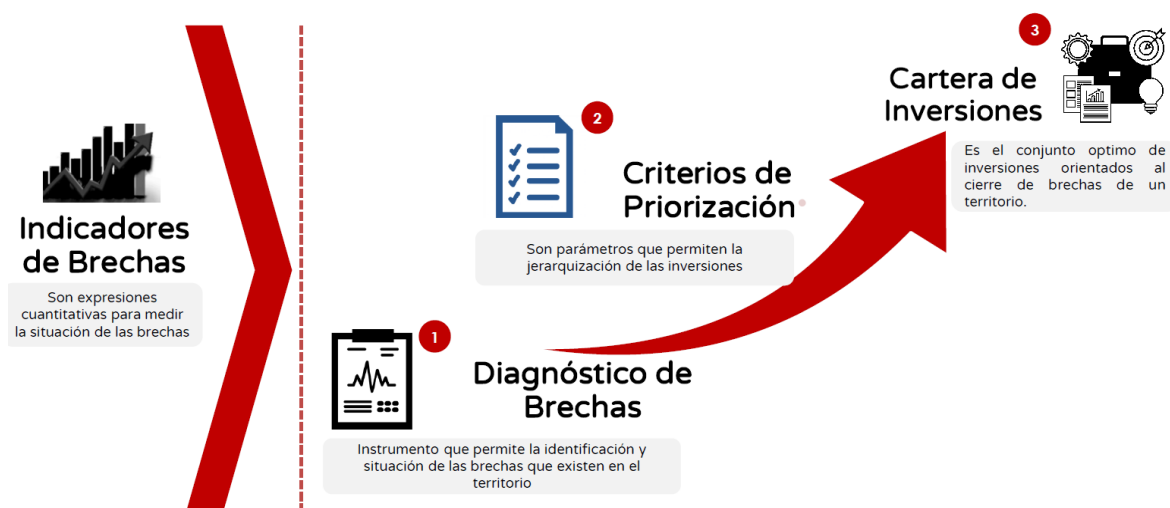 Indicadores
de Brechas
Son expresiones
cuantitativas para medir
la situación de las brechas
1
Diagnóstico de
Brechas
Instrumento que permite la identificación y
situación de las brechas que existen en el
territorio
2
Criterios de
Priorización
Son parámetros que permiten la
jerarquización de las inversiones
3
Cartera de
Inversiones
Es el conjunto optimo de
inversiones orientados al
cierre de brechas de un
territorio.